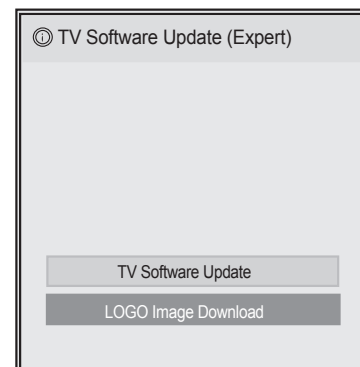 ⓘ TV Software Update (Expert)
TV Software Update
LOGO Image Download